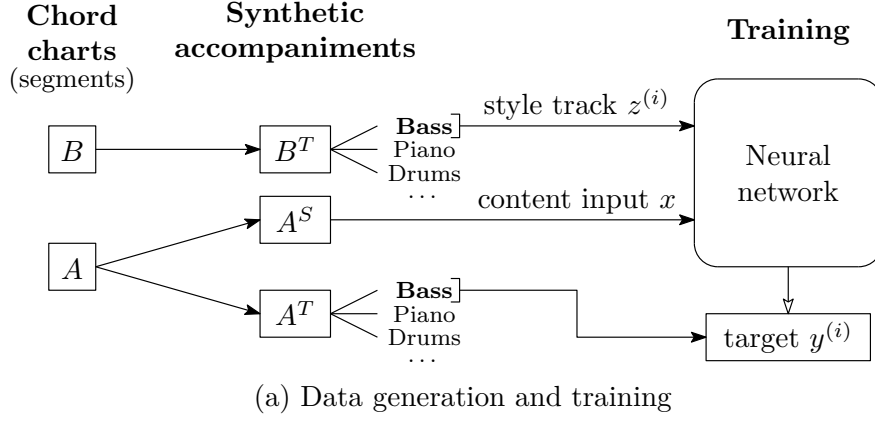 Chord
charts
(segments)
Synthetic
accompaniments
Training
B
B^T
Bass
Piano
Drums
...
style track z^(i)
A
A^S
content input x
Neural
network
A^T
Bass
Piano
Drums
...
target y^(i)
(a) Data generation and training